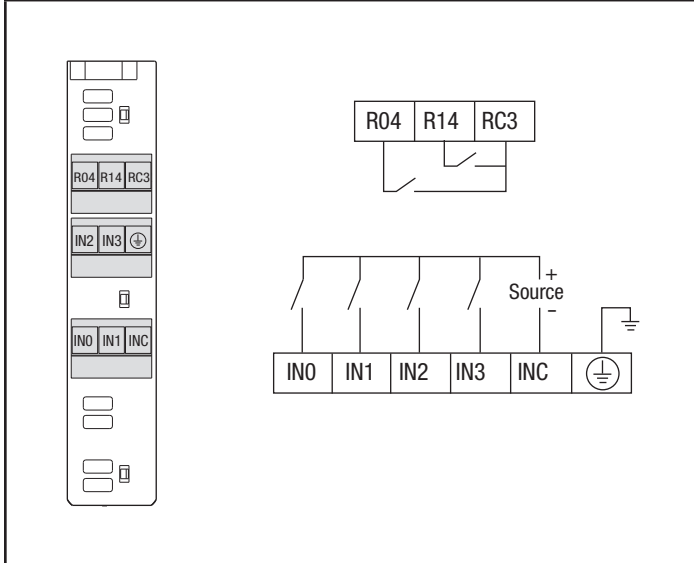 R04 R14 RC3
IN2 IN3
IN0 IN1 INC
R04 R14 RC3
+
Source
−
IN0 IN1 IN2 IN3 INC